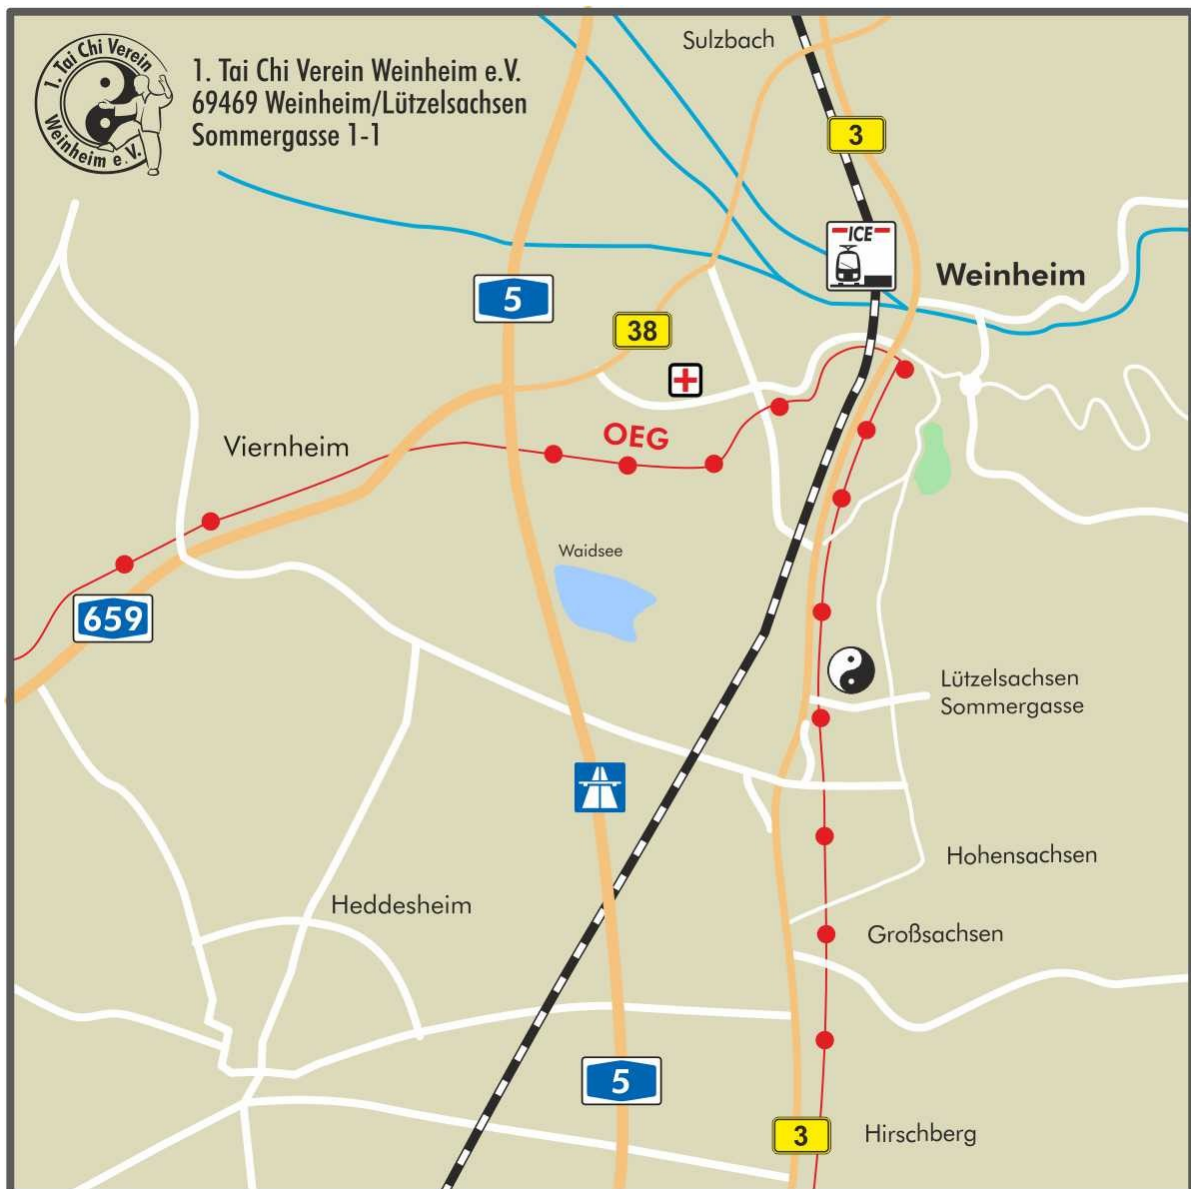 1. Tai Chi Verein
Weinheim e.V.
1. Tai Chi Verein Weinheim e.V.
69469 Weinheim/Lützelsachsen
Sommergasse 1-1
Sulzbach
3
ICE
Weinheim
5
38
OEG
Viernheim
Waidsee
659
Lützelsachsen
Sommergasse
Hohensachsen
Heddesheim
Großsachsen
5
3
Hirschberg